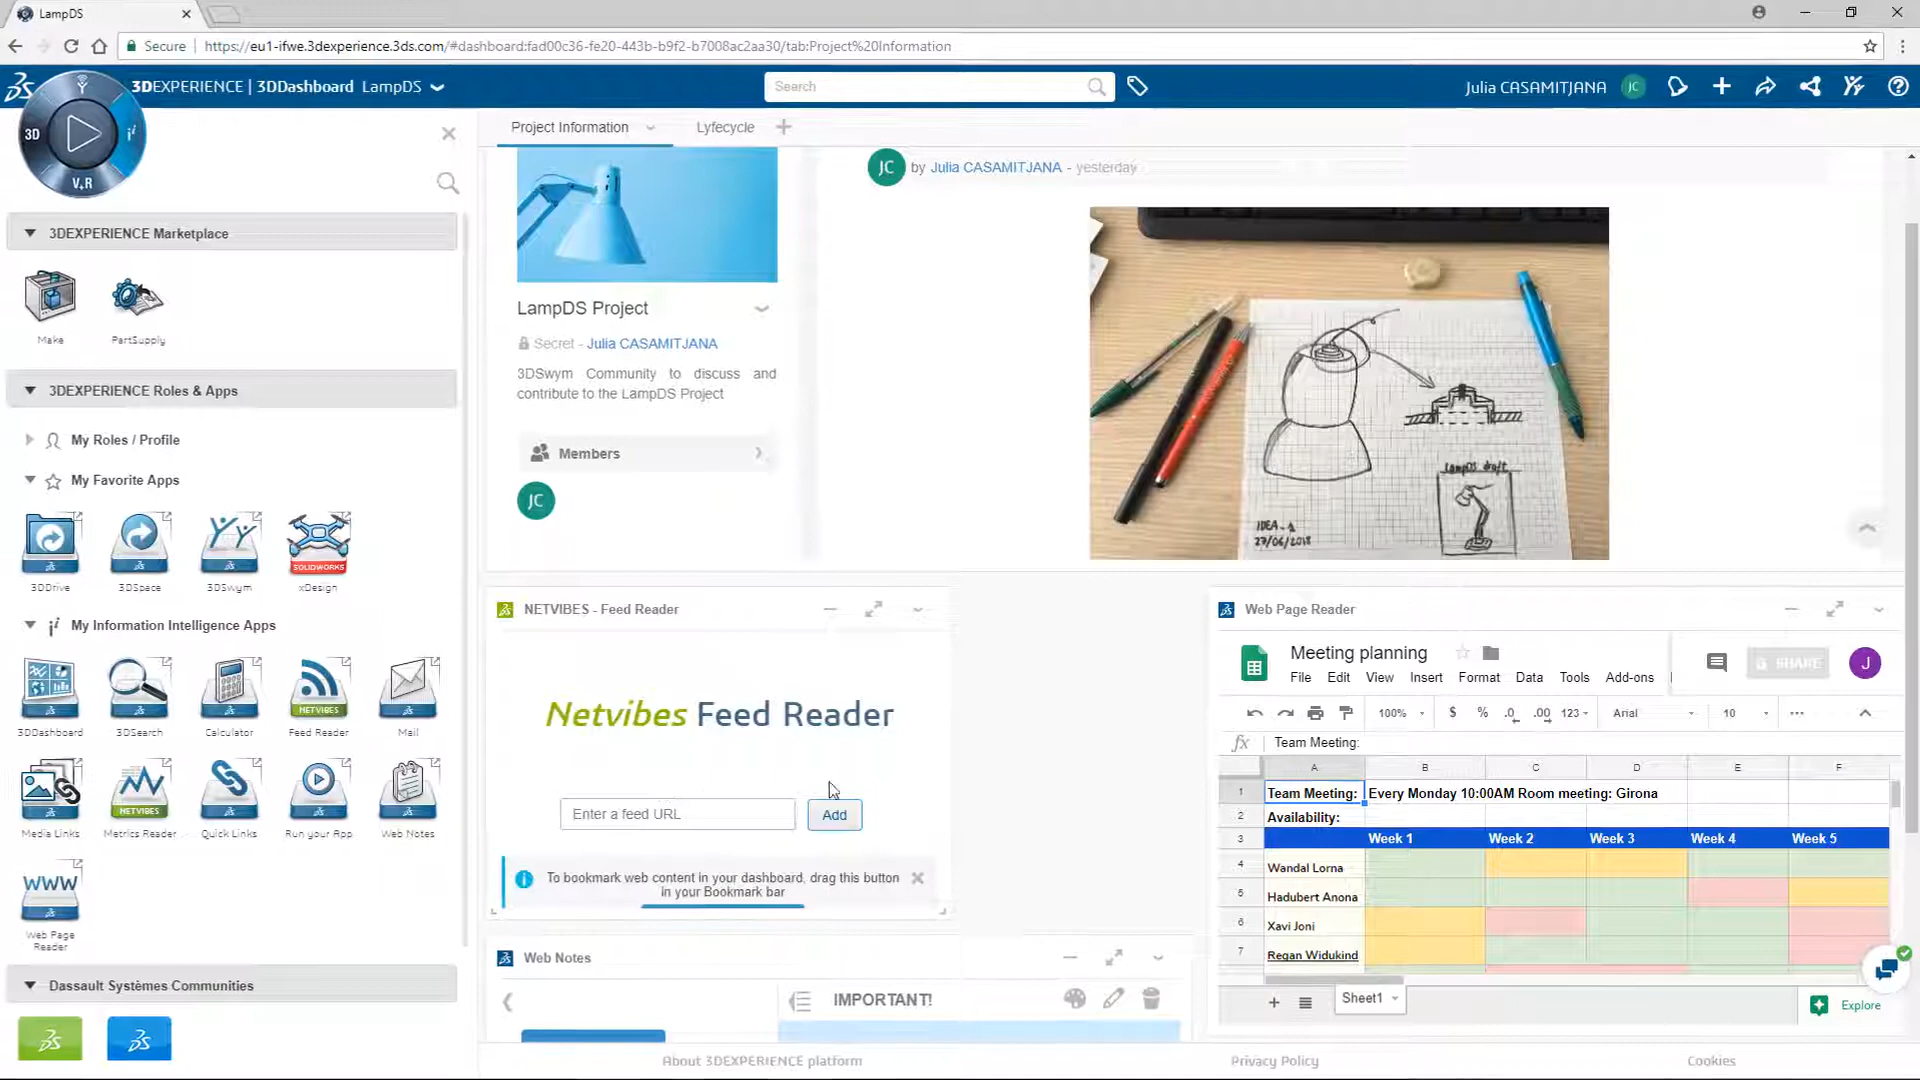 LampDS
Secure
https://eu1-ifwe.3dexperience.3ds.com/#dashboard:fad00c36-fe20-443b-b9f2-b7008ac2aa30/tab:Project%20Information
3DEXPERIENCE | 3DDashboard LampDS
Search
Julia CASAMITJANA JC
3D
V.R
3DEXPERIENCE Marketplace
Make PartSupply
3DEXPERIENCE Roles & Apps
My Roles / Profile
My Favorite Apps
SOLIDWORKS
3DDrive 3DSpace 3DSwym xDesign
My Information Intelligence Apps
NETVIBES
3DDashboard 3DSearch Calculator Feed Reader Mail
NETVIBES
Media Links Metrics Reader Quick Links Run your App Web Notes
WWW
Web Page
Reader
Dassault Systèmes Communities
Project Information Lyfecycle
LampDS Project
Secret - Julia CASAMITJANA
3DSwym Community to discuss and
contribute to the LampDS Project
Members
JC
JC by Julia CASAMITJANA - yesterday
LampDS draft
IDEA_1
27/06/2018
NETVIBES - Feed Reader
Netvibes Feed Reader
Enter a feed URL Add
To bookmark web content in your dashboard, drag this button
in your Bookmark bar
Web Notes
IMPORTANT!
Web Page Reader
Meeting planning
SHARE J
File Edit View Insert Format Data Tools Add-ons
100% $ % .0 .00 123 Arial 10
fx Team Meeting:
A B C D E F
1 Team Meeting: Every Monday 10:00AM Room meeting: Girona
2 Availability:
3 Week 1 Week 2 Week 3 Week 4 Week 5
4 Wandal Lorna
5 Hadubert Anona
6 Xavi Joni
7 Regan Widukind
Sheet1
Explore
About 3DEXPERIENCE platform Privacy Policy Cookies